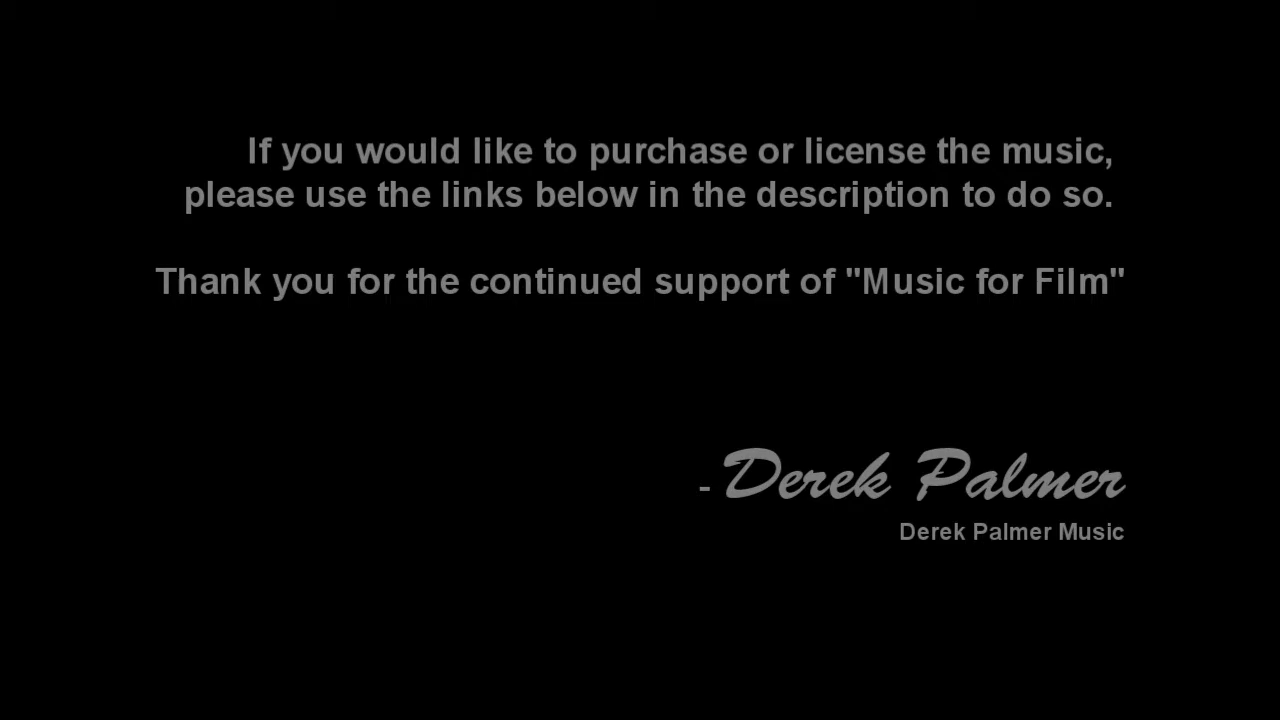 If you would like to purchase or license the music,
please use the links below in the description to do so.
Thank you for the continued support of "Music for Film"
- Derek Palmer
Derek Palmer Music